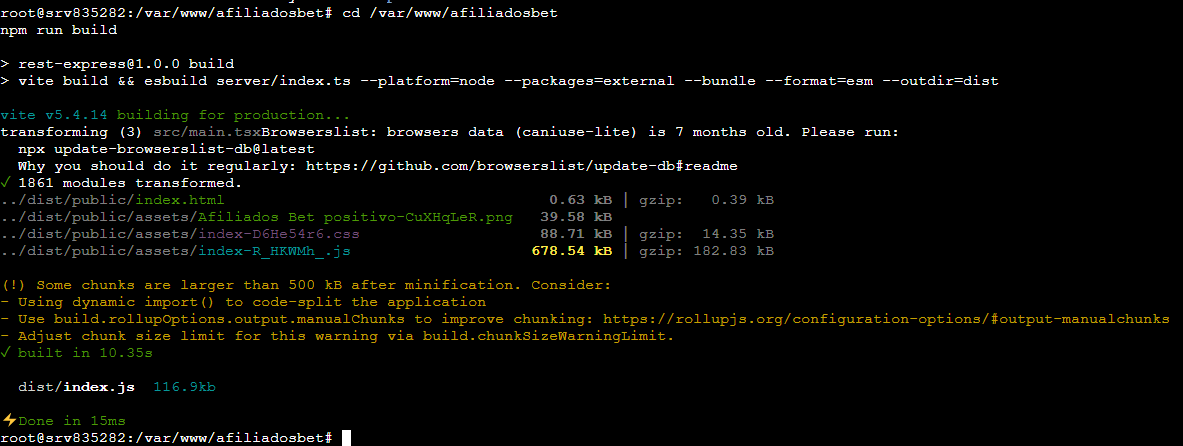 root@srv835282:/var/www/afiliadosbet# cd /var/www/afiliadosbet
npm run build
> rest-express@1.0.0 build
> vite build && esbuild server/index.ts --platform=node --packages=external --bundle --format=esm --outdir=dist
vite v5.4.14 building for production...
transforming (3) src/main.tsxBrowserslist: browsers data (caniuse-lite) is 7 months old. Please run:
  npx update-browserslist-db@latest
  Why you should do it regularly: https://github.com/browserslist/update-db#readme
✓ 1861 modules transformed.
../dist/public/index.html                                   0.63 kB │ gzip:   0.39 kB
../dist/public/assets/Afiliados Bet positivo-CuXHqLeR.png   39.58 kB
../dist/public/assets/index-D6He54r6.css                   88.71 kB │ gzip:  14.35 kB
../dist/public/assets/index-R_HKWMh_.js                   678.54 kB │ gzip: 182.83 kB
(!) Some chunks are larger than 500 kB after minification. Consider:
- Using dynamic import() to code-split the application
- Use build.rollupOptions.output.manualChunks to improve chunking: https://rollupjs.org/configuration-options/#output-manualchunks
- Adjust chunk size limit for this warning via build.chunkSizeWarningLimit.
✓ built in 10.35s
  dist/index.js  116.9kb
⚡Done in 15ms
root@srv835282:/var/www/afiliadosbet#